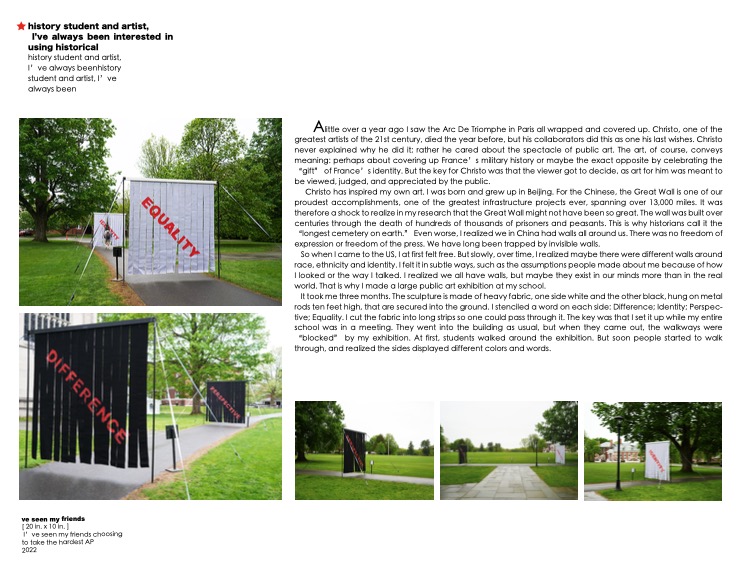 history student and artist,
I've always been interested in
using historical
history student and artist,
I' ve always beenhistory
student and artist, I' ve
always been
A little over a year ago I saw the Arc De Triomphe in Paris all wrapped and covered up. Christo, one of the
greatest artists of the 21st century, died the year before, but his collaborators did this as one his last wishes. Christo
never explained why he did it; rather he cared about the spectacle of public art. The art, of course, conveys
meaning: perhaps about covering up France' s military history or maybe the exact opposite by celebrating the
"gift" of France' s identity. But the key for Christo was that the viewer got to decide, as art for him was meant to
be viewed, judged, and appreciated by the public.
Christo has inspired my own art. I was born and grew up in Beijing. For the Chinese, the Great Wall is one of our
proudest accomplishments, one of the greatest infrastructure projects ever, spanning over 13,000 miles. It was
therefore a shock to realize in my research that the Great Wall might not have been so great. The wall was built over
centuries through the death of hundreds of thousands of prisoners and peasants. This is why historians call it the
"longest cemetery on earth." Even worse, I realized we in China had walls all around us. There was no freedom of
expression or freedom of the press. We have long been trapped by invisible walls.
So when I came to the US, I at first felt free. But slowly, over time, I realized maybe there were different walls around
race, ethnicity and identity. I felt it in subtle ways, such as the assumptions people made about me because of how
I looked or the way I talked. I realized we all have walls, but maybe they exist in our minds more than in the real
world. That is why I made a large public art exhibition at my school.
It took me three months. The sculpture is made of heavy fabric, one side white and the other black, hung on metal
rods ten feet high, that are secured into the ground. I stenciled a word on each side: Difference; Identity; Perspec-
tive; Equality. I cut the fabric into long strips so one could pass through it. The key was that I set it up while my entire
school was in a meeting. They went into the building as usual, but when they came out, the walkways were
"blocked" by my exhibition. At first, students walked around the exhibition. But soon people started to walk
through, and realized the sides displayed different colors and words.
EQUALITY
DIFFERENCE
PERSPECTIVE
ve seen my friends
[ 20 in. x 10 in. ]
I' ve seen my friends choosing
to take the hardest AP
2022